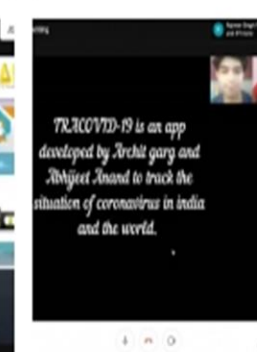 TRACOVID-19 is an app
developed by Archit garg and
Abhijeet Anand to track the
situation of coronavirus in india
and the world.